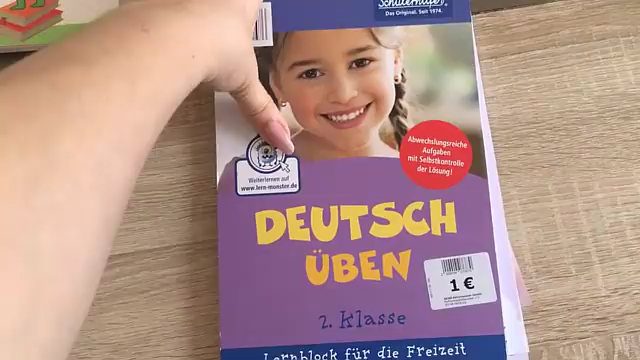 Schülerhilfe!
Das Original. Seit 1974.
Abwechslungsreiche
Aufgaben
mit Selbstkontrolle
der Lösung!
Weiterlernen auf
www.lern-monster.de
DEUTSCH
ÜBEN
1 €
2. Klasse
Lernblock für die Freizeit